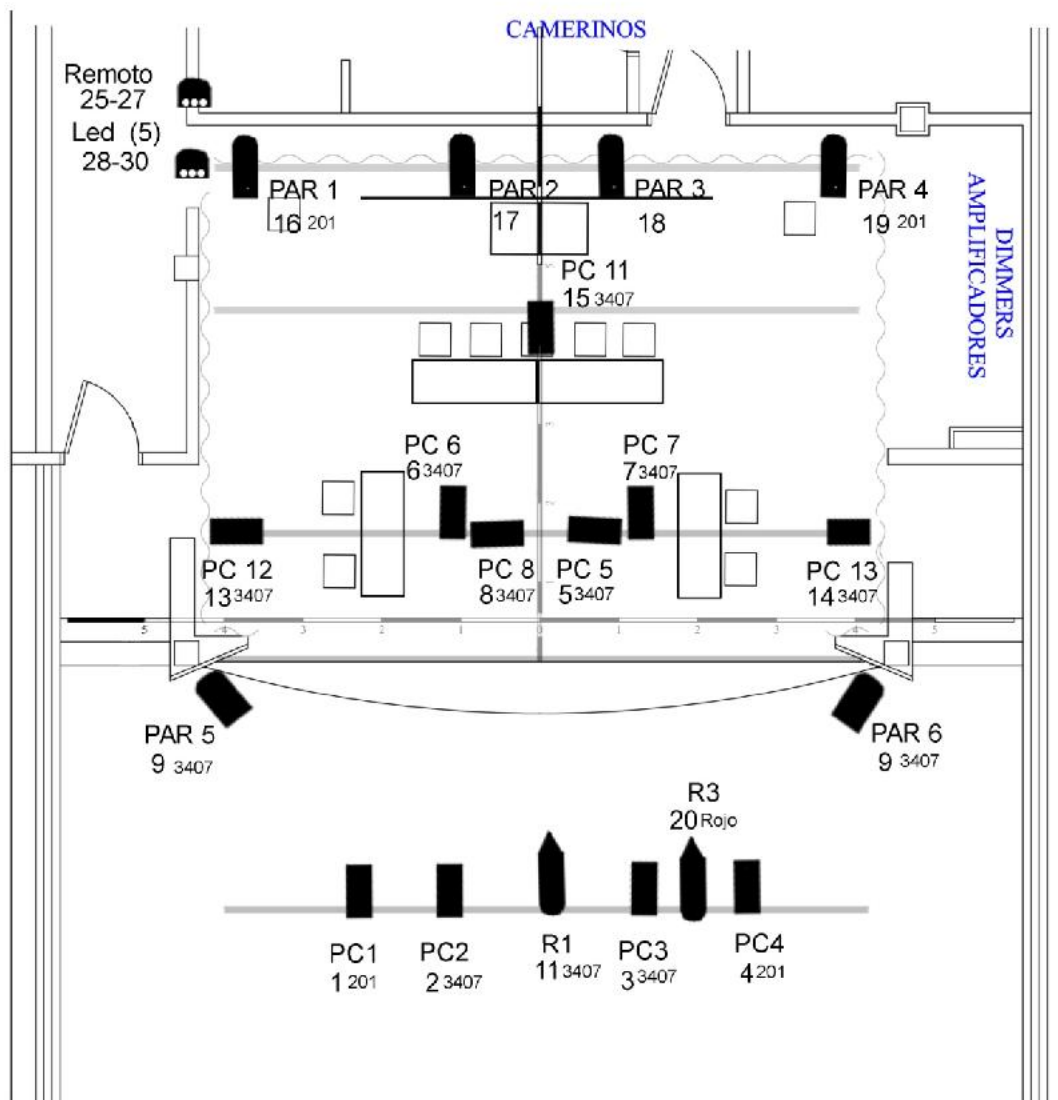 CAMERINOS
Remoto
25-27
Led (5)
28-30
PAR 1
16 201
PAR 2
17
PAR 3
18
PAR 4
19 201
DIMMERS
AMPLIFICADORES
PC 11
15 3407
PC 6
6 3407
PC 7
7 3407
3
2
PC 12
13 3407
PC 8
8 3407
PC 5
5 3407
PC 13
14 3407
1
5 4 3 2 1 0 1 2 3 4 5
PAR 5
9 3407
PAR 6
9 3407
R3
20 Rojo
PC1
1 201
PC2
2 3407
R1
11 3407
PC3
3 3407
PC4
4 201